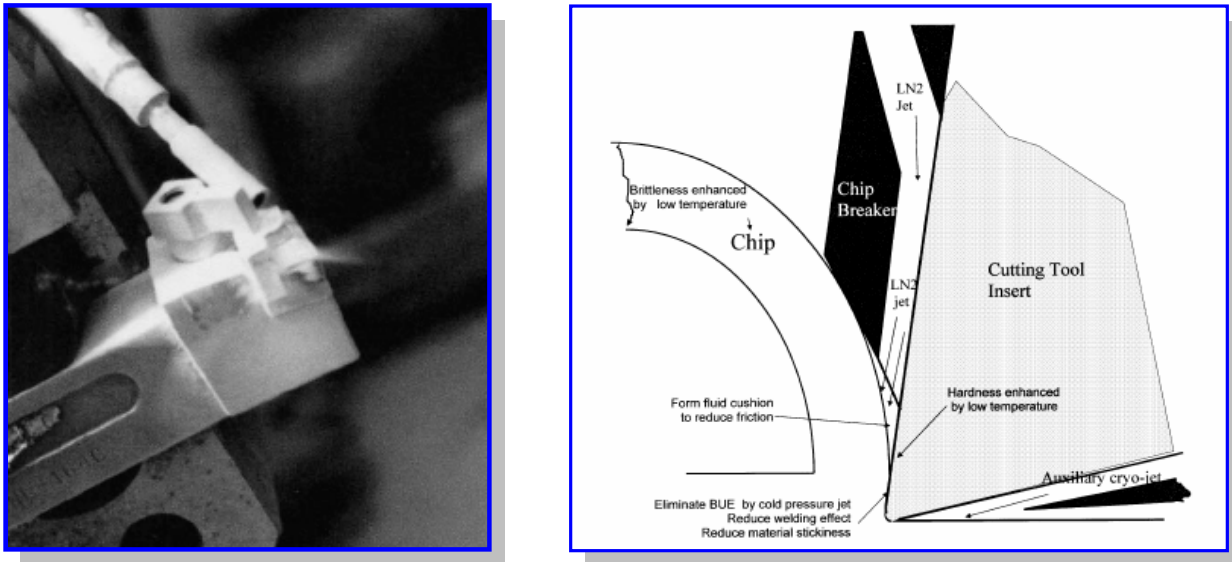 LN2
Jet
Brittleness enhanced
by low temperature
Chip
Breaker
Chip
Cutting Tool
Insert
LN2
jet
Hardness enhanced
by low temperature
Form fluid cushion
to reduce friction
Auxiliary cryo-jet
Eliminate BUE by cold pressure jet
Reduce welding effect
Reduce material stickiness